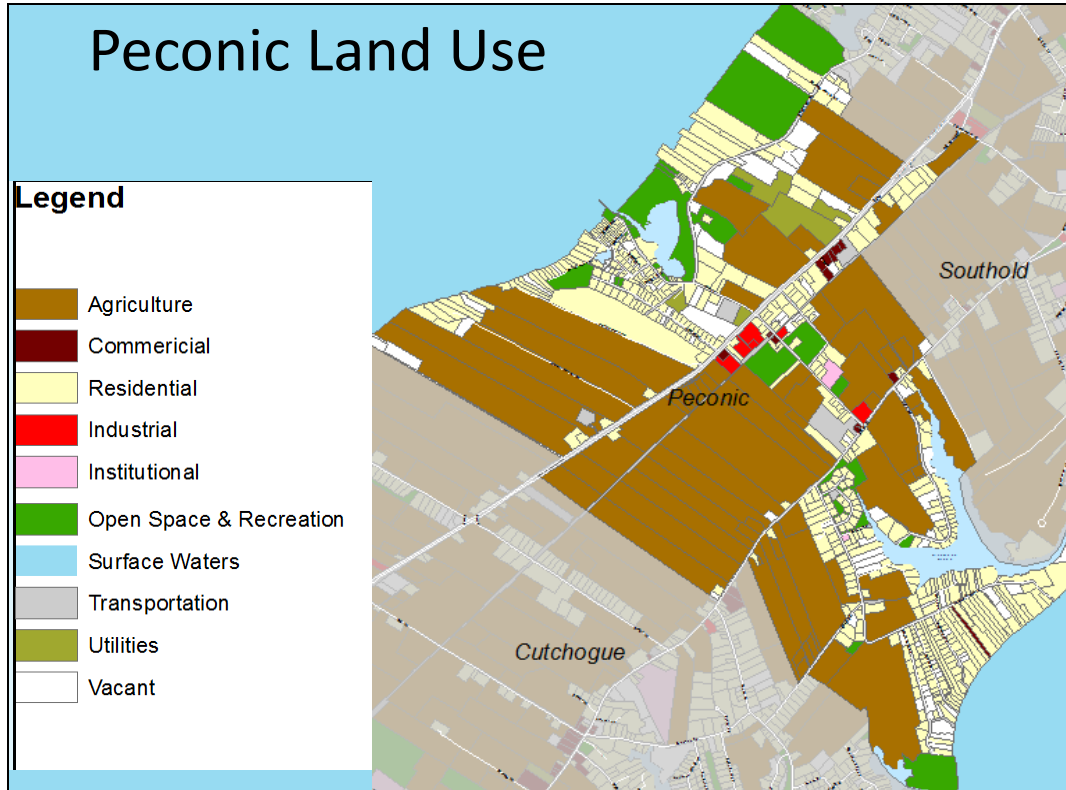 Peconic Land Use
Legend
Agriculture
Commericial
Residential
Industrial
Institutional
Open Space & Recreation
Surface Waters
Transportation
Utilities
Vacant
Southold
Peconic
Cutchogue